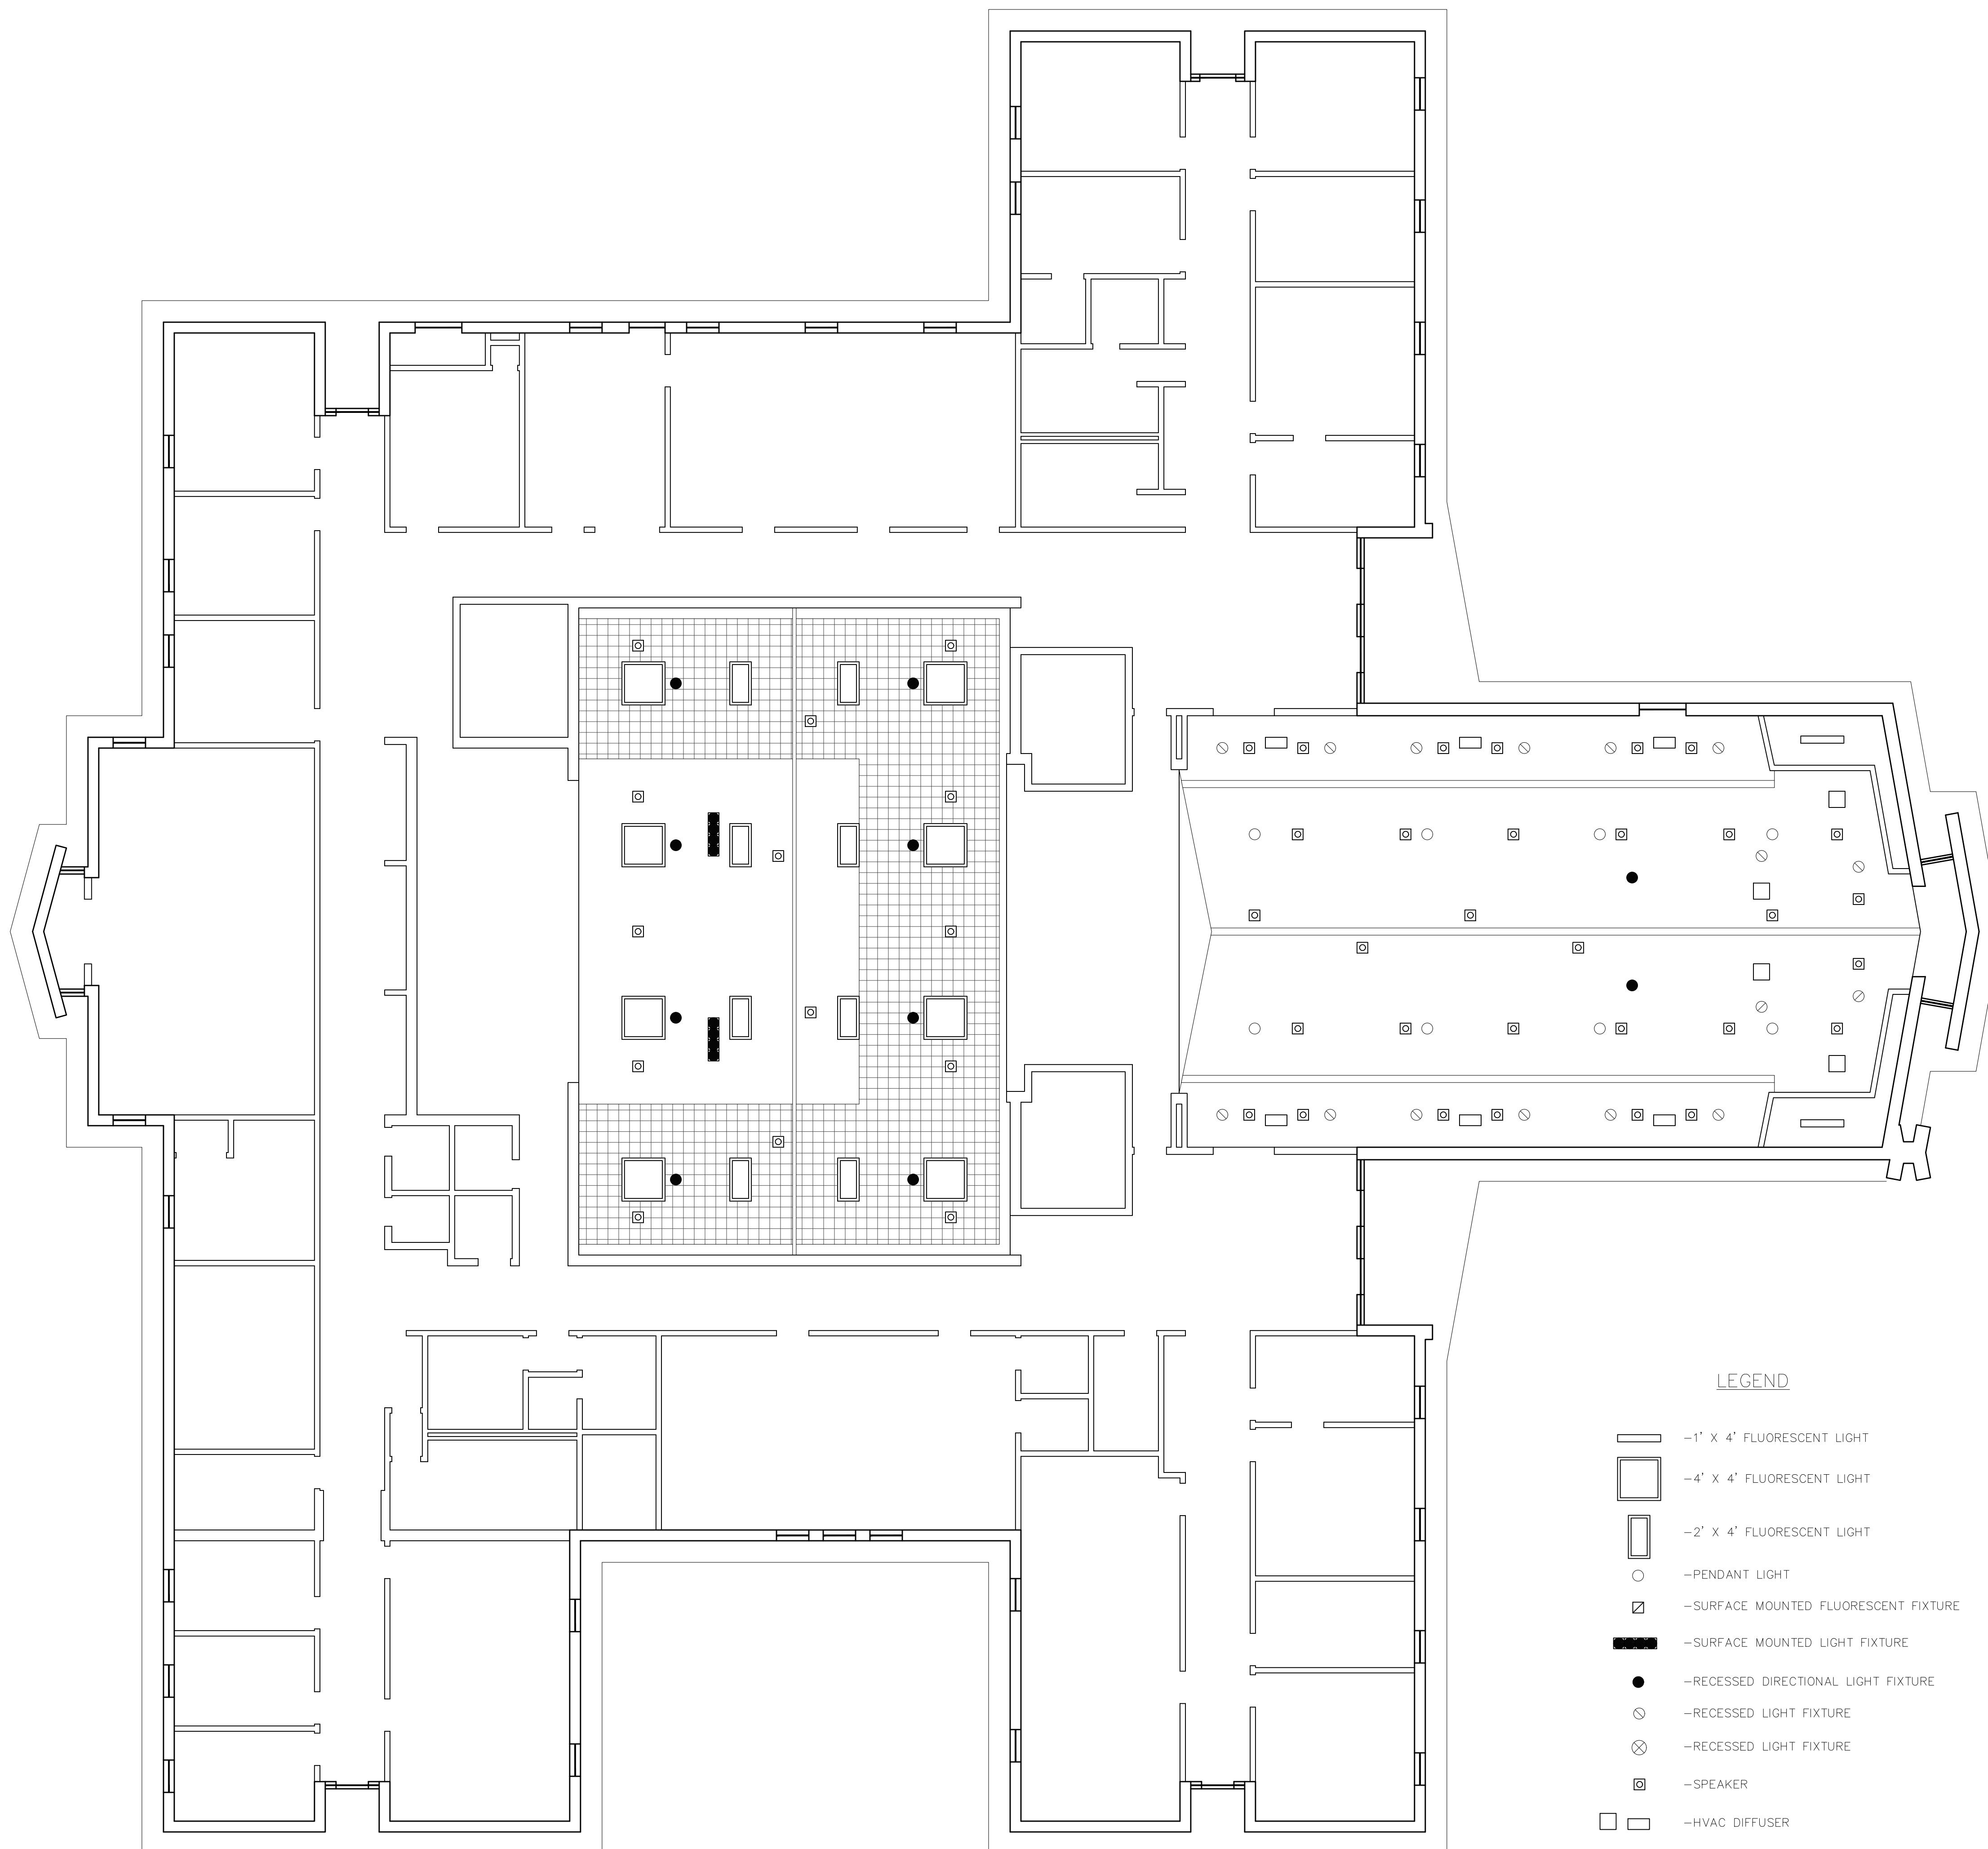 LEGEND
-1' X 4' FLUORESCENT LIGHT
-4' X 4' FLUORESCENT LIGHT
-2' X 4' FLUORESCENT LIGHT
-PENDANT LIGHT
-SURFACE MOUNTED FLUORESCENT FIXTURE
-SURFACE MOUNTED LIGHT FIXTURE
-RECESSED DIRECTIONAL LIGHT FIXTURE
-RECESSED LIGHT FIXTURE
-RECESSED LIGHT FIXTURE
-SPEAKER
-HVAC DIFFUSER